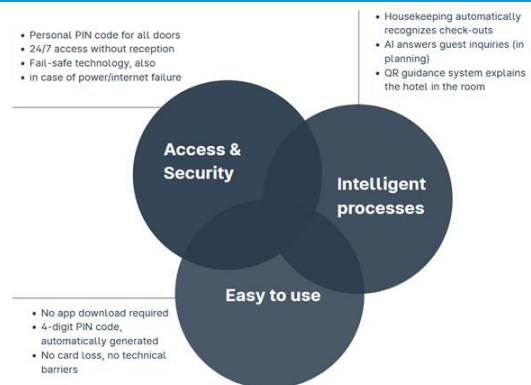 • Personal PIN code for all doors
• 24/7 access without reception
• Fail-safe technology, also
• in case of power/internet failure
• Housekeeping automatically
recognizes check-outs
• AI answers guest inquiries (in
planning)
• QR guidance system explains
the hotel in the room
Access &
Security
Intelligent
processes
Easy to use
• No app download required
• 4-digit PIN code,
automatically generated
• No card loss, no technical
barriers